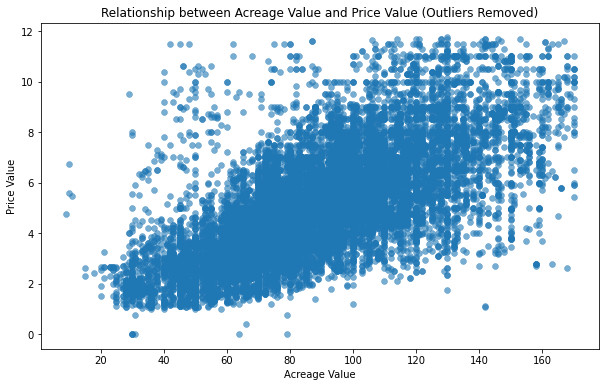 Relationship between Acreage Value and Price Value (Outliers Removed)
12
10
8
6
4
2
0
Price Value
20 40 60 80 100 120 140 160
Acreage Value